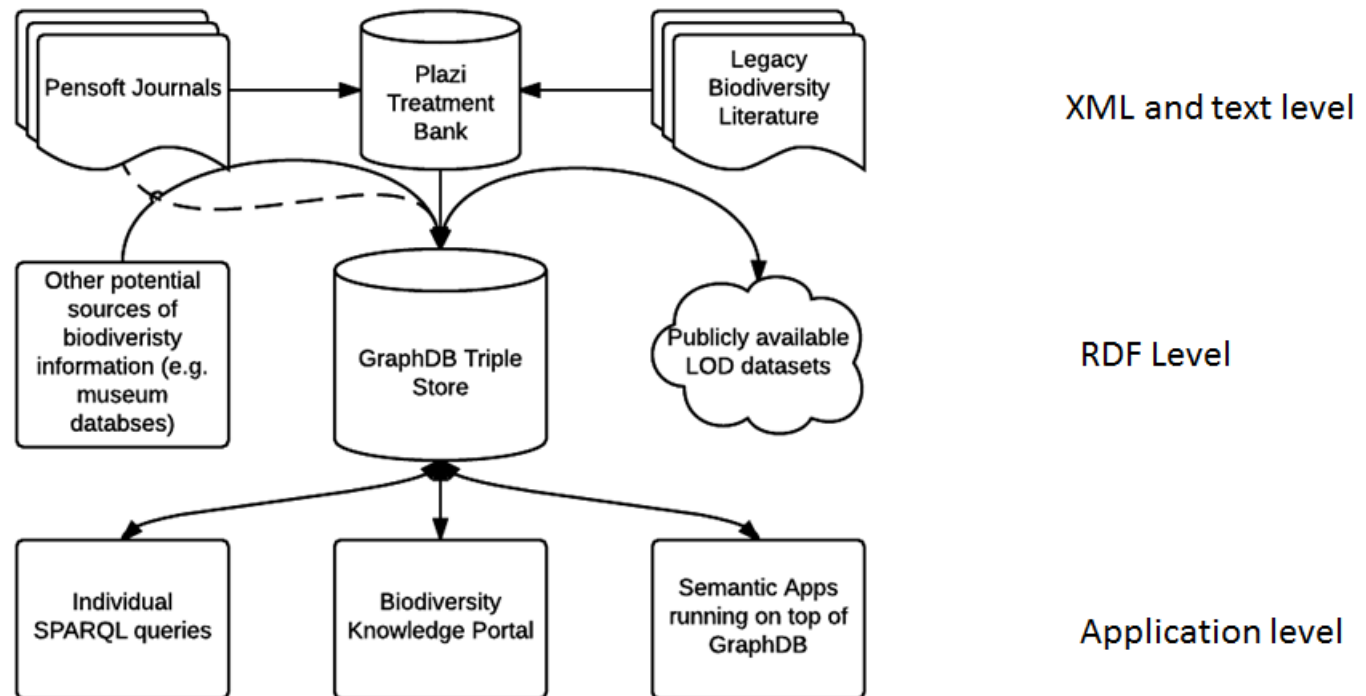 Pensoft Journals
Plazi
Treatment
Bank
Legacy
Biodiversity
Literature
XML and text level
Other potential
sources of
biodiveristy
information (e.g.
museum
databses)
GraphDB Triple
Store
Publicly available
LOD datasets
RDF Level
Individual
SPARQL queries
Biodiversity
Knowledge Portal
Semantic Apps
running on top of
GraphDB
Application level